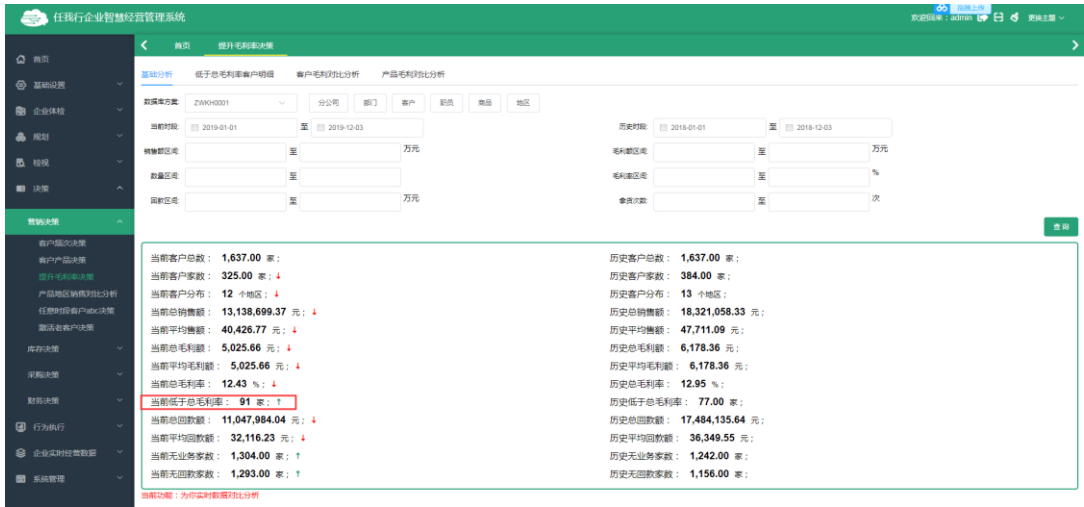 任我行企业智慧经营管理系统
拖拽上传
欢迎回来：admin 更换主题
首页 提升毛利率决策
首页
基础设置
企业体检
规划
检视
决策
营销决策
客户频次决策
客户产品决策
提升毛利率决策
产品地区销售对比分析
任意时段客户abc决策
激活老客户决策
库存决策
采购决策
财务决策
行为执行
企业实时经营数据
系统管理
基础分析 低于总毛利率客户明细 客户毛利对比分析 产品毛利对比分析
数据库方案: ZWKH0001 分公司 部门 客户 职员 商品 地区
当前时段: 2019-01-01 至 2019-12-03 历史时段: 2018-01-01 至 2018-12-03
销售额区间: 至 万元 毛利额区间: 至 万元
数量区间: 至 毛利率区间: 至 %
回款区间: 至 万元 拿货次数: 至 次
查询
当前客户总数： 1,637.00 家； 历史客户总数： 1,637.00 家；
当前客户家数： 325.00 家；↓ 历史客户家数： 384.00 家；
当前客户分布： 12 个地区；↓ 历史客户分布： 13 个地区；
当前总销售额： 13,138,699.37 元；↓ 历史总销售额： 18,321,058.33 元；
当前平均售额： 40,426.77 元；↓ 历史平均售额： 47,711.09 元；
当前总毛利额： 5,025.66 元；↓ 历史总毛利额： 6,178.36 元；
当前平均毛利额： 5,025.66 元；↓ 历史平均毛利额： 6,178.36 元；
当前总毛利率： 12.43 %；↓ 历史总毛利率： 12.95 %；
当前低于总毛利率： 91 家；↑ 历史低于总毛利率： 77.00 家；
当前总回款额： 11,047,984.04 元；↓ 历史总回款额： 17,484,135.64 元；
当前平均回款额： 32,116.23 元；↓ 历史平均回款额： 36,349.55 元；
当前无业务家数： 1,304.00 家；↑ 历史无业务家数： 1,242.00 家；
当前无回款家数： 1,293.00 家；↑ 历史无回款家数： 1,156.00 家；
当前功能：为你实时数据对比分析